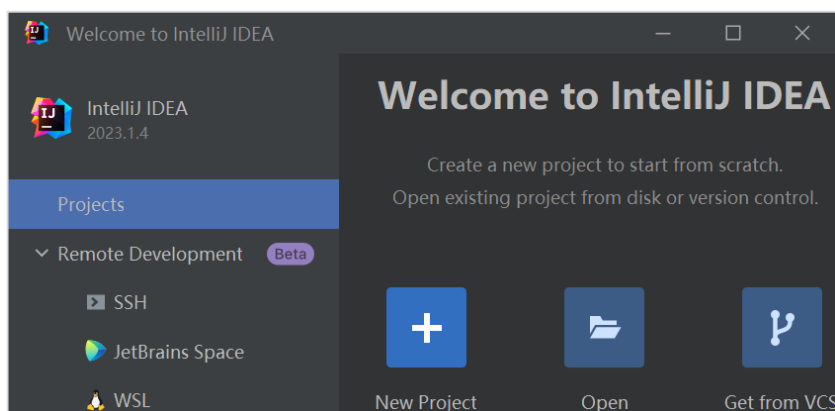 Welcome to IntelliJ IDEA
IntelliJ IDEA
2023.1.4
Projects
Remote Development Beta
SSH
JetBrains Space
WSL
Welcome to IntelliJ IDEA
Create a new project to start from scratch.
Open existing project from disk or version control.
New Project
Open
Get from VCS